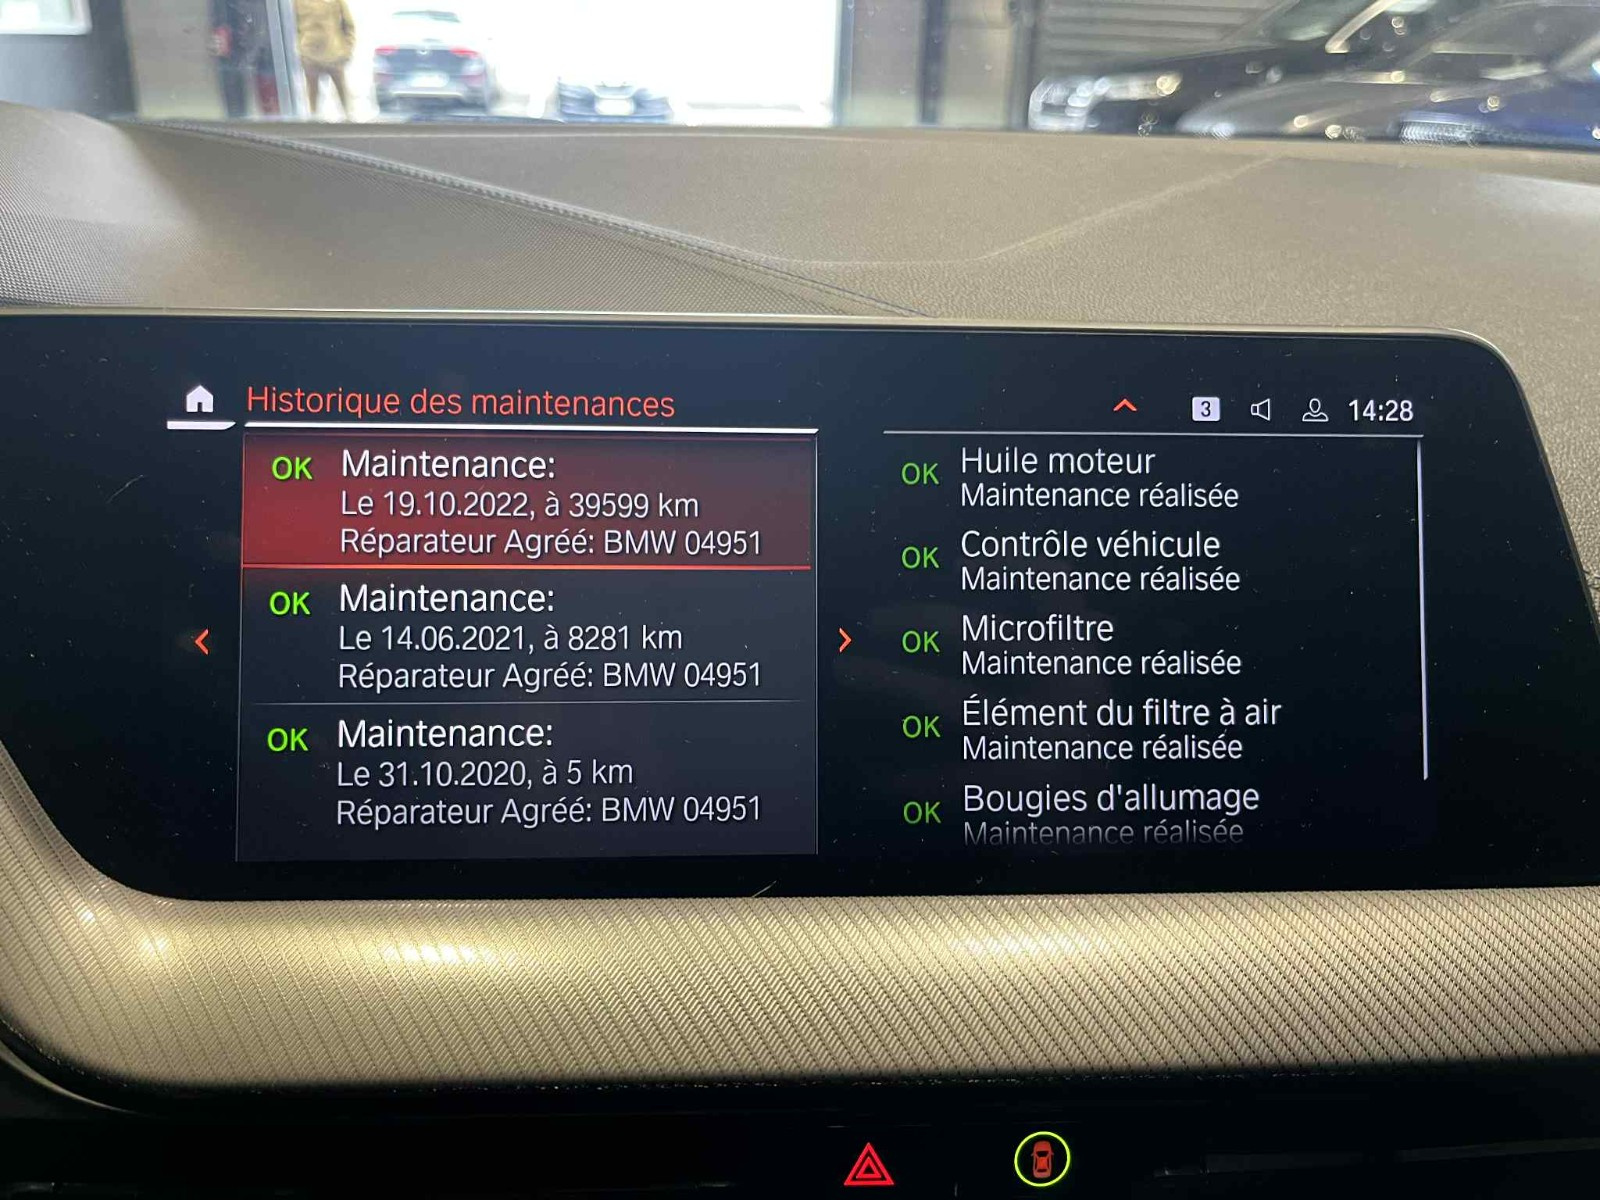 Historique des maintenances
3 14:28
OK Maintenance:
Le 19.10.2022, à 39599 km
Réparateur Agréé: BMW 04951
OK Maintenance:
Le 14.06.2021, à 8281 km
Réparateur Agréé: BMW 04951
OK Maintenance:
Le 31.10.2020, à 5 km
Réparateur Agréé: BMW 04951
OK Huile moteur
Maintenance réalisée
OK Contrôle véhicule
Maintenance réalisée
OK Microfiltre
Maintenance réalisée
OK Élément du filtre à air
Maintenance réalisée
OK Bougies d'allumage
Maintenance réalisée